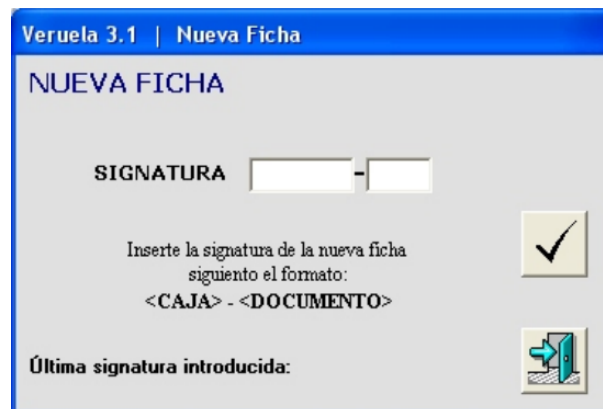 Veruela 3.1 | Nueva Ficha
NUEVA FICHA
SIGNATURA -
Inserte la signatura de la nueva ficha
siguiento el formato:
<CAJA> - <DOCUMENTO>
Última signatura introducida: